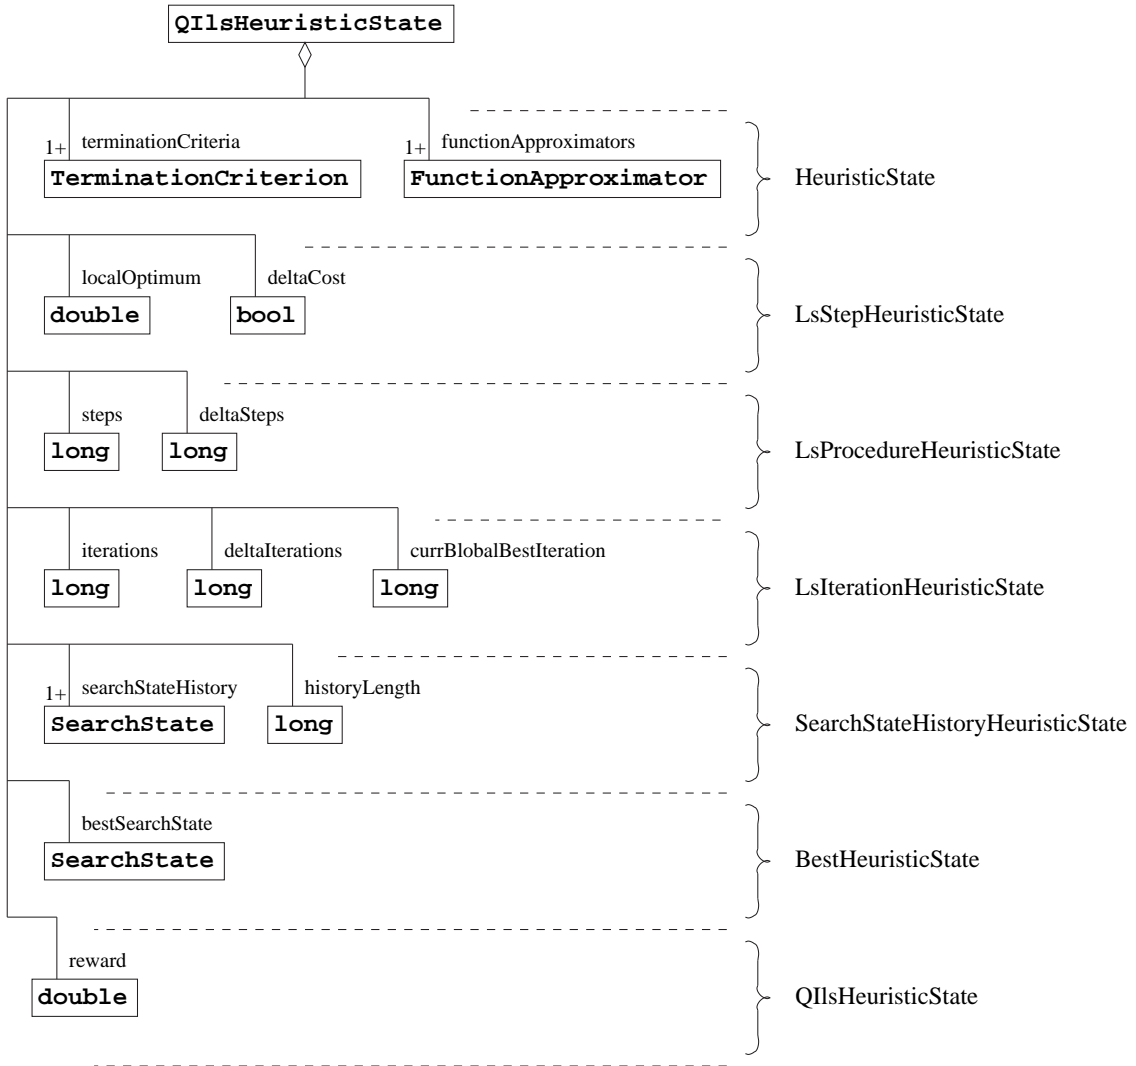 QIlsHeuristicState
terminationCriteria
functionApproximators
1+
1+
TerminationCriterion
FunctionApproximator
HeuristicState
localOptimum
deltaCost
double
bool
LsStepHeuristicState
steps
deltaSteps
long
long
LsProcedureHeuristicState
iterations
deltaIterations
currBlobalBestIteration
long
long
long
LsIterationHeuristicState
1+
searchStateHistory
historyLength
SearchState
long
SearchStateHistoryHeuristicState
bestSearchState
SearchState
BestHeuristicState
reward
double
QIlsHeuristicState